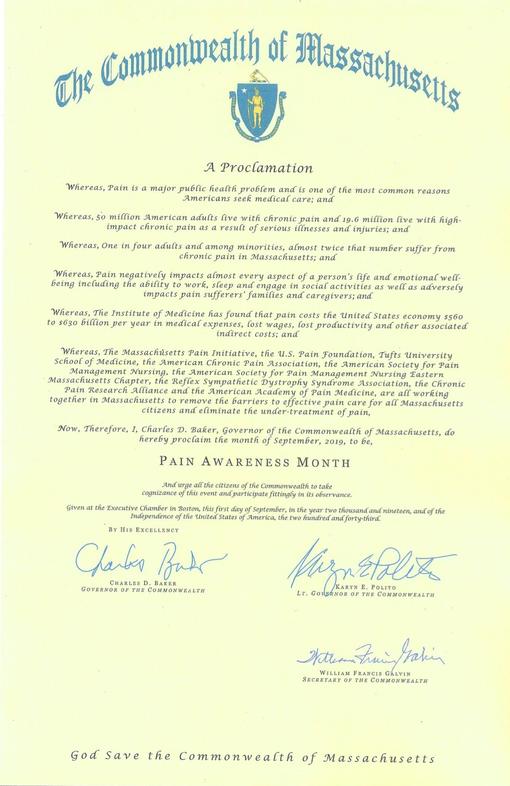 The Commonwealth of Massachusetts
A Proclamation
Whereas, Pain is a major public health problem and is one of the most common reasons
Americans seek medical care; and
Whereas, 50 million American adults live with chronic pain and 19.6 million live with high-
impact chronic pain as a result of serious illnesses and injuries; and
Whereas, One in four adults and among minorities, almost twice that number suffer from
chronic pain in Massachusetts; and
Whereas, Pain negatively impacts almost every aspect of a person's life and emotional well-
being including the ability to work, sleep and engage in social activities as well as adversely
impacts pain sufferers' families and caregivers; and
Whereas, The Institute of Medicine has found that pain costs the United States economy $560
to $630 billion per year in medical expenses, lost wages, lost productivity and other associated
indirect costs; and
Whereas, The Massachusetts Pain Initiative, the U.S. Pain Foundation, Tufts University
School of Medicine, the American Chronic Pain Association, the American Society for Pain
Management Nursing, the American Society for Pain Management Nursing Eastern
Massachusetts Chapter, the Reflex Sympathetic Dystrophy Syndrome Association, the Chronic
Pain Research Alliance and the American Academy of Pain Medicine, are all working
together in Massachusetts to remove the barriers to effective pain care for all Massachusetts
citizens and eliminate the under-treatment of pain,
Now, Therefore, I, Charles D. Baker, Governor of the Commonwealth of Massachusetts, do
hereby proclaim the month of September, 2019, to be,
PAIN AWARENESS MONTH
And urge all the citizens of the Commonwealth to take
cognizance of this event and participate fittingly in its observance.
Given at the Executive Chamber in Boston, this first day of September, in the year two thousand and nineteen, and of the
Independence of the United States of America, the two hundred and forty-third.
BY HIS EXCELLENCY
Charles Baker
CHARLES D. BAKER
GOVERNOR OF THE COMMONWEALTH
Karyn E Polito
KARYN E. POLITO
LT. GOVERNOR OF THE COMMONWEALTH
William Francis Galvin
WILLIAM FRANCIS GALVIN
SECRETARY OF THE COMMONWEALTH
God Save the Commonwealth of Massachusetts